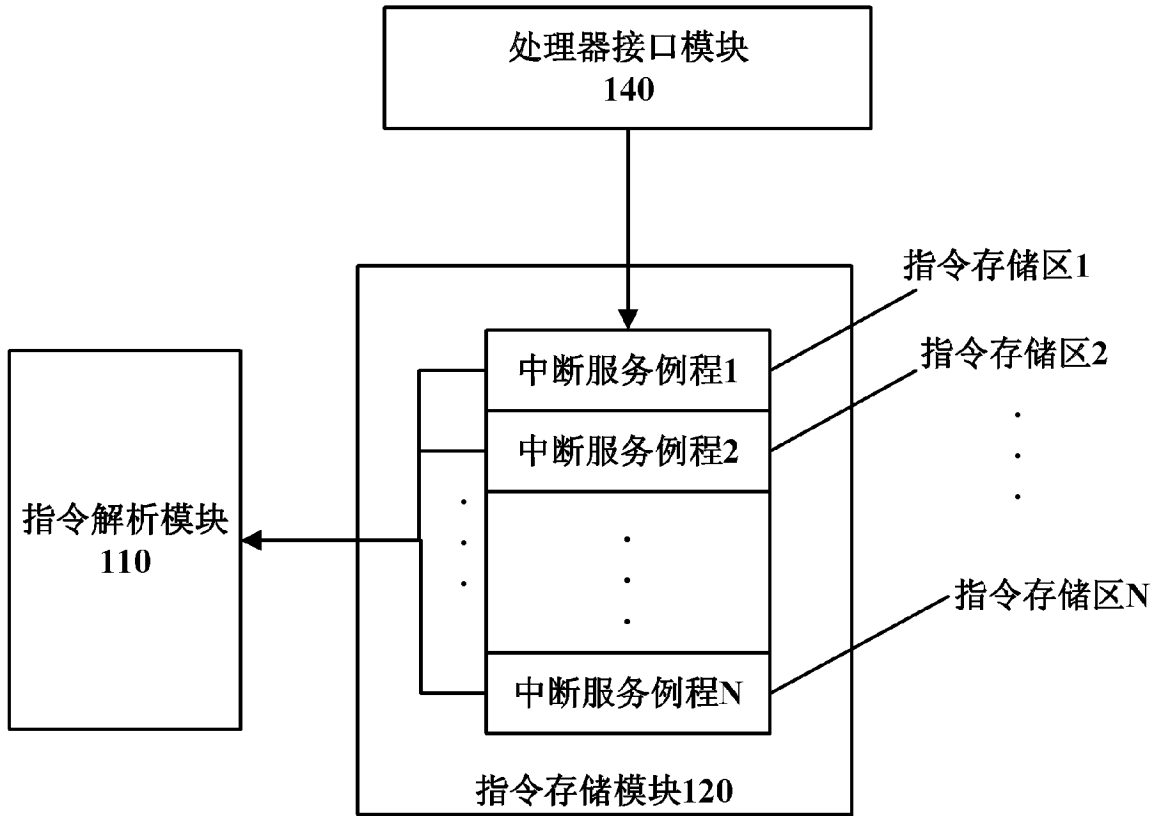 处理器接口模块
140
指令存储区1
中断服务例程1
指令存储区2
中断服务例程2
指令解析模块
110
指令存储区N
中断服务例程N
指令存储模块120